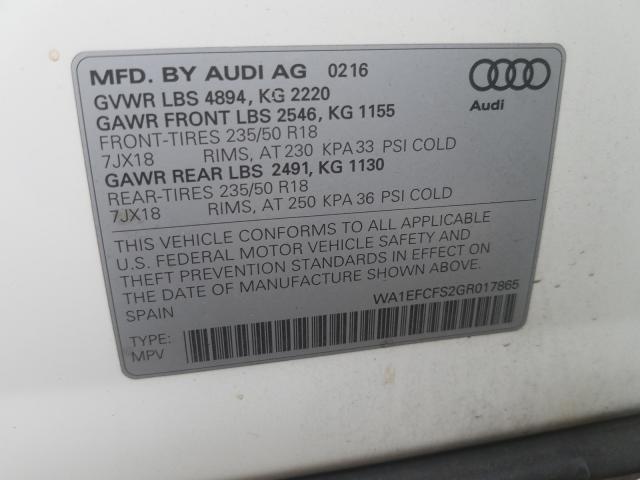 MFD. BY AUDI AG 0216
Audi
GVWR LBS 4894, KG 2220
GAWR FRONT LBS 2546, KG 1155
FRONT-TIRES 235/50 R18
7JX18 RIMS, AT 230 KPA 33 PSI COLD
GAWR REAR LBS 2491, KG 1130
REAR-TIRES 235/50 R18
7JX18 RIMS, AT 250 KPA 36 PSI COLD
THIS VEHICLE CONFORMS TO ALL APPLICABLE
U.S. FEDERAL MOTOR VEHICLE SAFETY AND
THEFT PREVENTION STANDARDS IN EFFECT ON
THE DATE OF MANUFACTURE SHOWN ABOVE.
SPAIN WA1EFCFS2GR017865
TYPE:
MPV